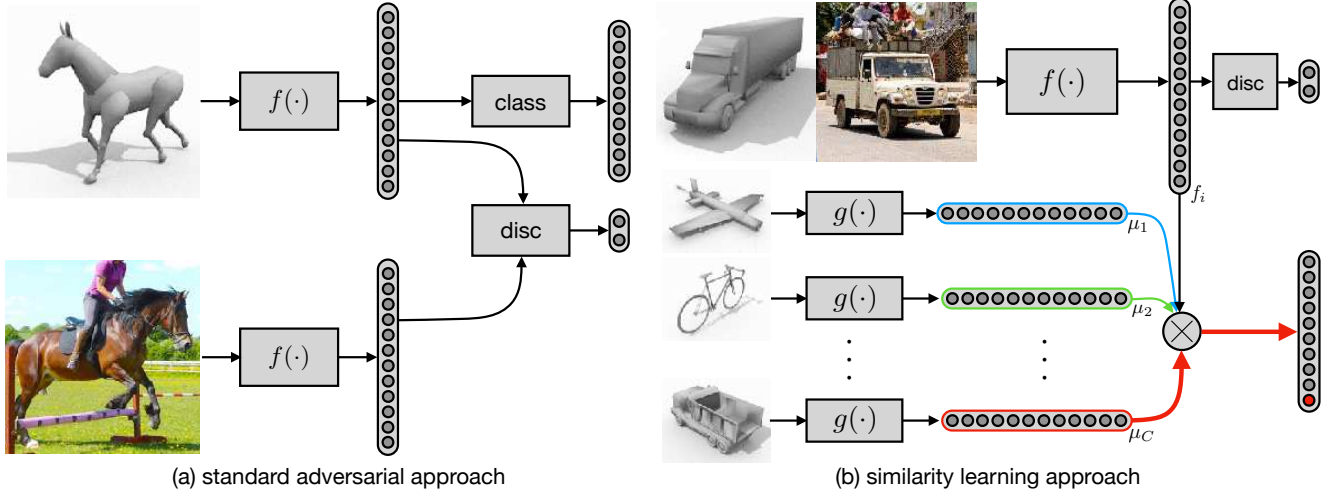 f(·)
class
disc
f(·)
(a) standard adversarial approach
f(·)
disc
f_i
g(·)
μ_1
g(·)
μ_2
g(·)
μ_C
(b) similarity learning approach